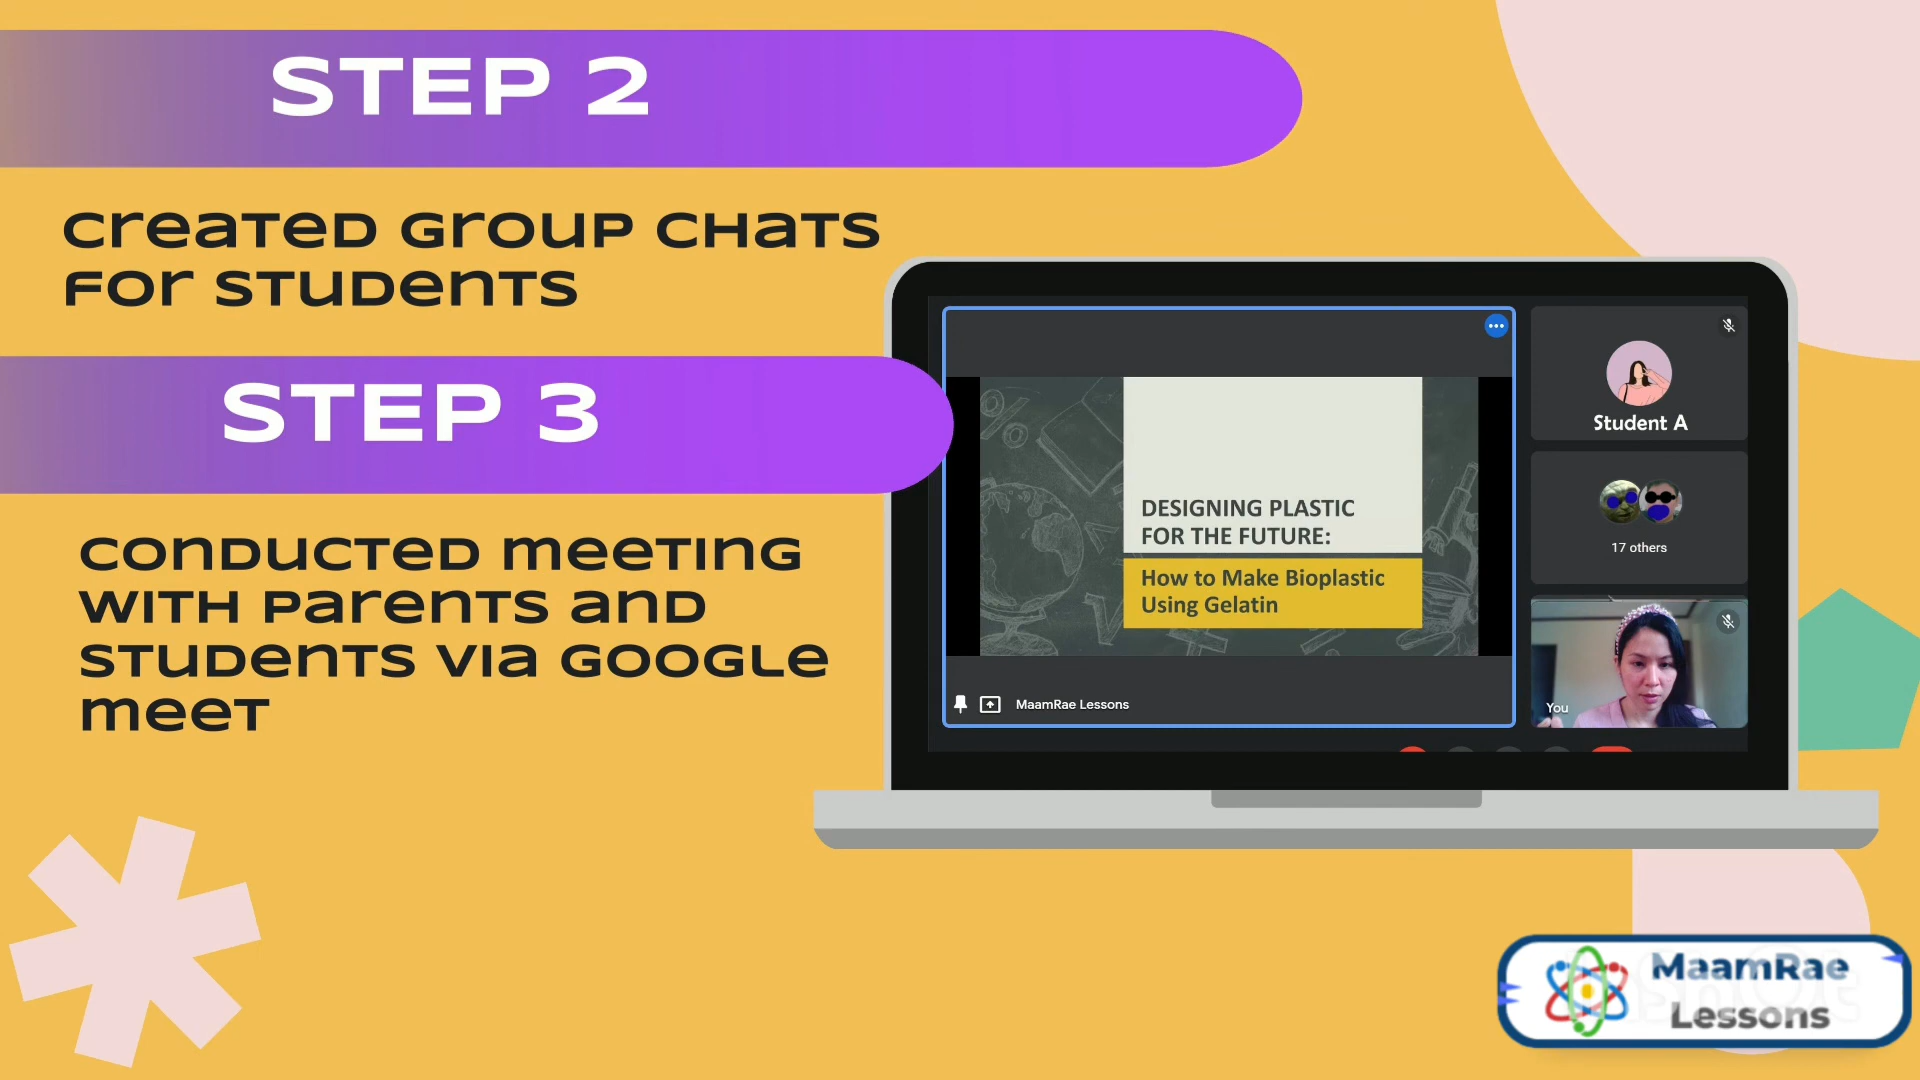 STEP 2
Created Group Chats
for Students
STEP 3
Conducted meeting
with parents and
students via Google
Meet
DESIGNING PLASTIC
FOR THE FUTURE:
How to Make Bioplastic
Using Gelatin
MaamRae Lessons
Student A
17 others
You
MaamRae
Lessons